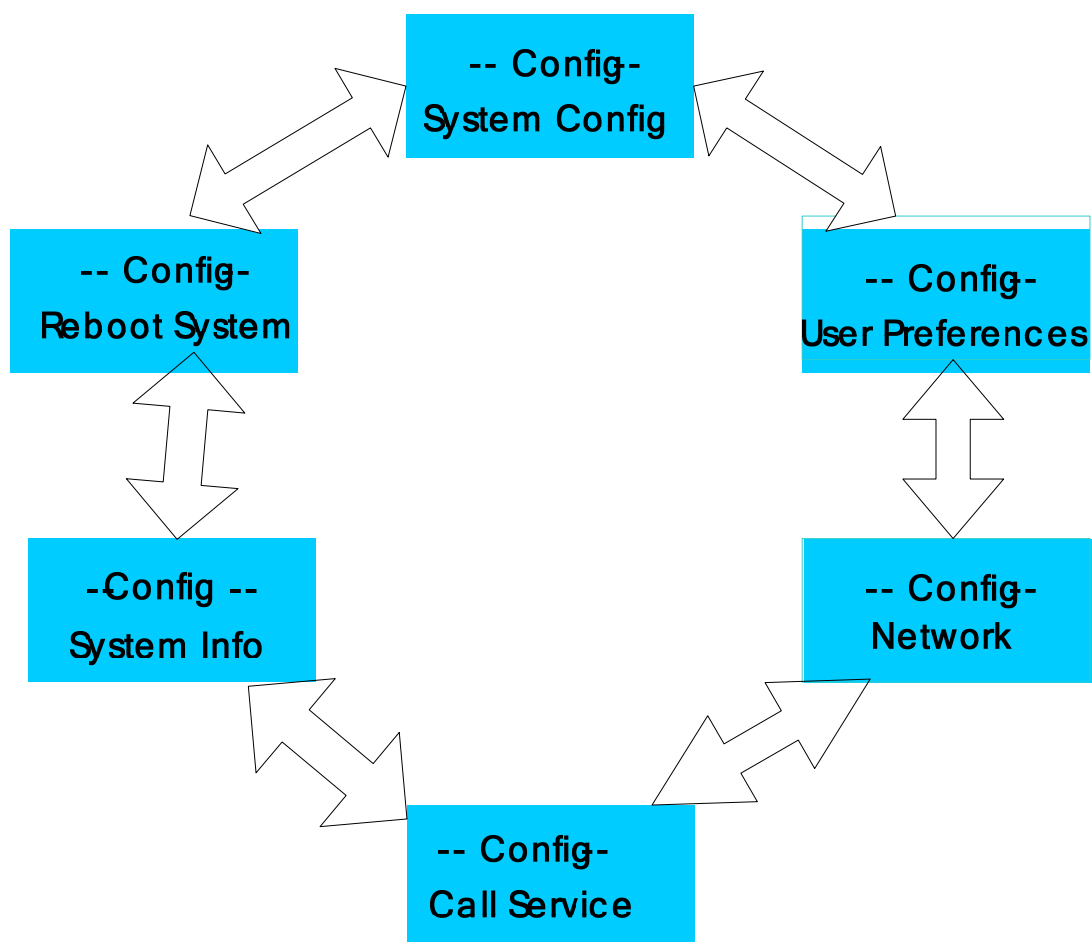 -- Config--
System Config
-- Config-
Reboot System
-- Config-
User Preferences
--Config --
System Info
-- Config-
Network
-- Config-
Call Service